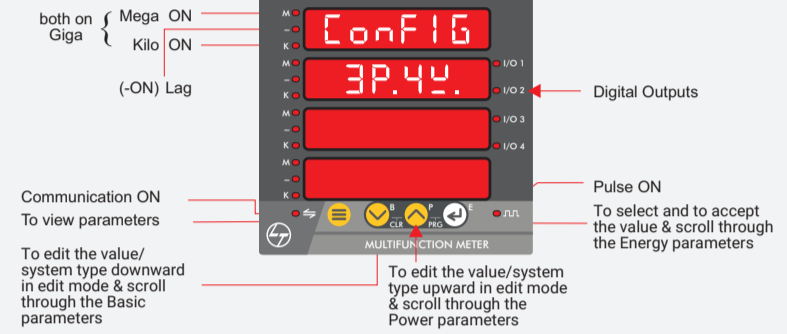 both on
Giga
{
Mega ON
Kilo ON
(-ON) Lag
M
–
K
M
–
K
M
–
K
M
–
K
ConFIG
3P.4w.
I/O 1
I/O 2
I/O 3
I/O 4
Digital Outputs
Communication ON
To view parameters
To edit the value/
system type downward
in edit mode & scroll
through the Basic
parameters
B
CLR
P
PRG
E
MULTIFUNCTION METER
To edit the value/system
type upward in edit mode
& scroll through the
Power parameters
Pulse ON
To select and to accept
the value & scroll through
the Energy parameters